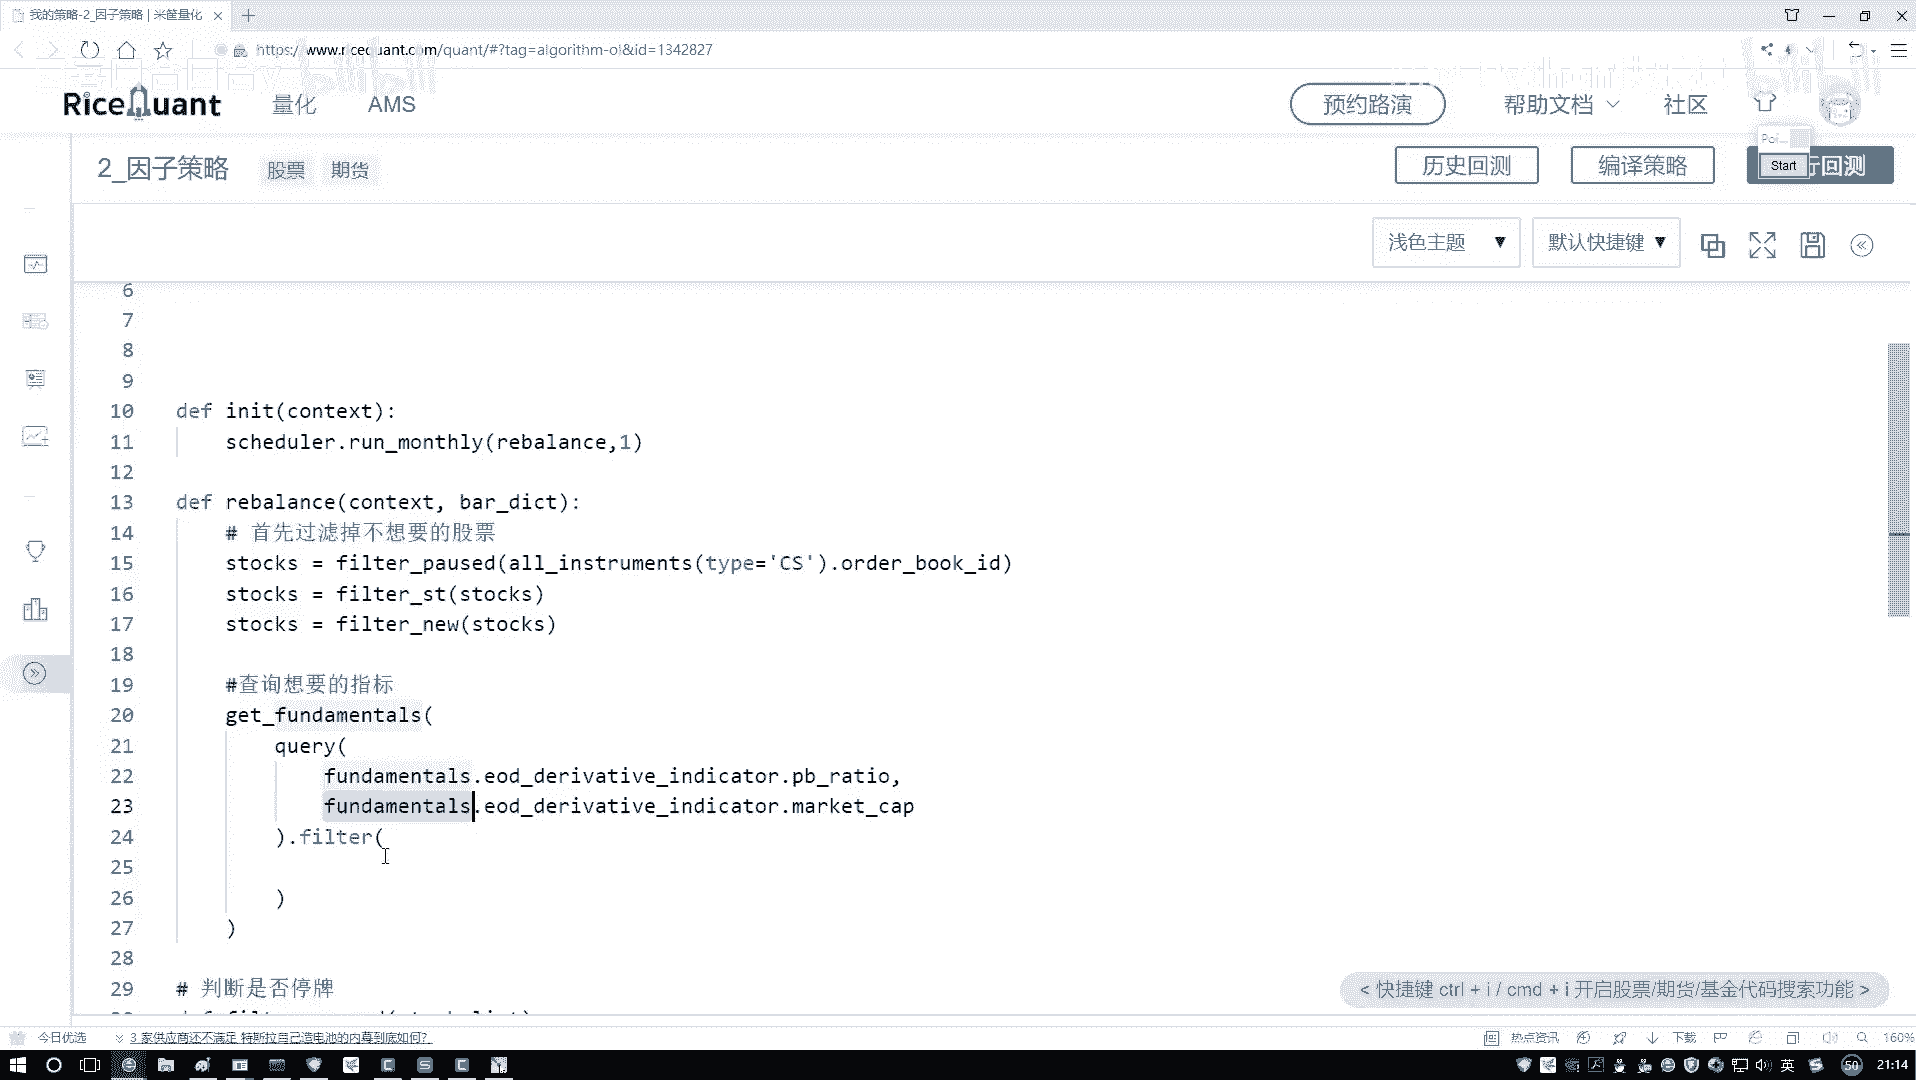 我的策略-2_因子策略 | 米筐量化
https://www.ricequant.com/quant/#?tag=algorithm-ol&id=1342827
RiceQuant 量化 AMS 预约路演 帮助文档 社区
2_因子策略 股票 期货 历史回测 编译策略 Start 行回测
浅色主题 ▼ 默认快捷键 ▼
6
7
8
9
10 def init(context):
11 scheduler.run_monthly(rebalance,1)
12
13 def rebalance(context, bar_dict):
14 # 首先过滤掉不想要的股票
15 stocks = filter_paused(all_instruments(type='CS').order_book_id)
16 stocks = filter_st(stocks)
17 stocks = filter_new(stocks)
18
19 #查询想要的指标
20 get_fundamentals(
21 query(
22 fundamentals.eod_derivative_indicator.pb_ratio,
23 fundamentals.eod_derivative_indicator.market_cap
24 ).filter(
25
26 )
27 )
28
29 # 判断是否停牌
< 快捷键 ctrl + i / cmd + i 开启股票/期货/基金代码搜索功能 >
今日优选 3 家供应商还不满足 特斯拉自己造电池的内幕到底如何? 热点资讯 下载 160%
英 50 21:14